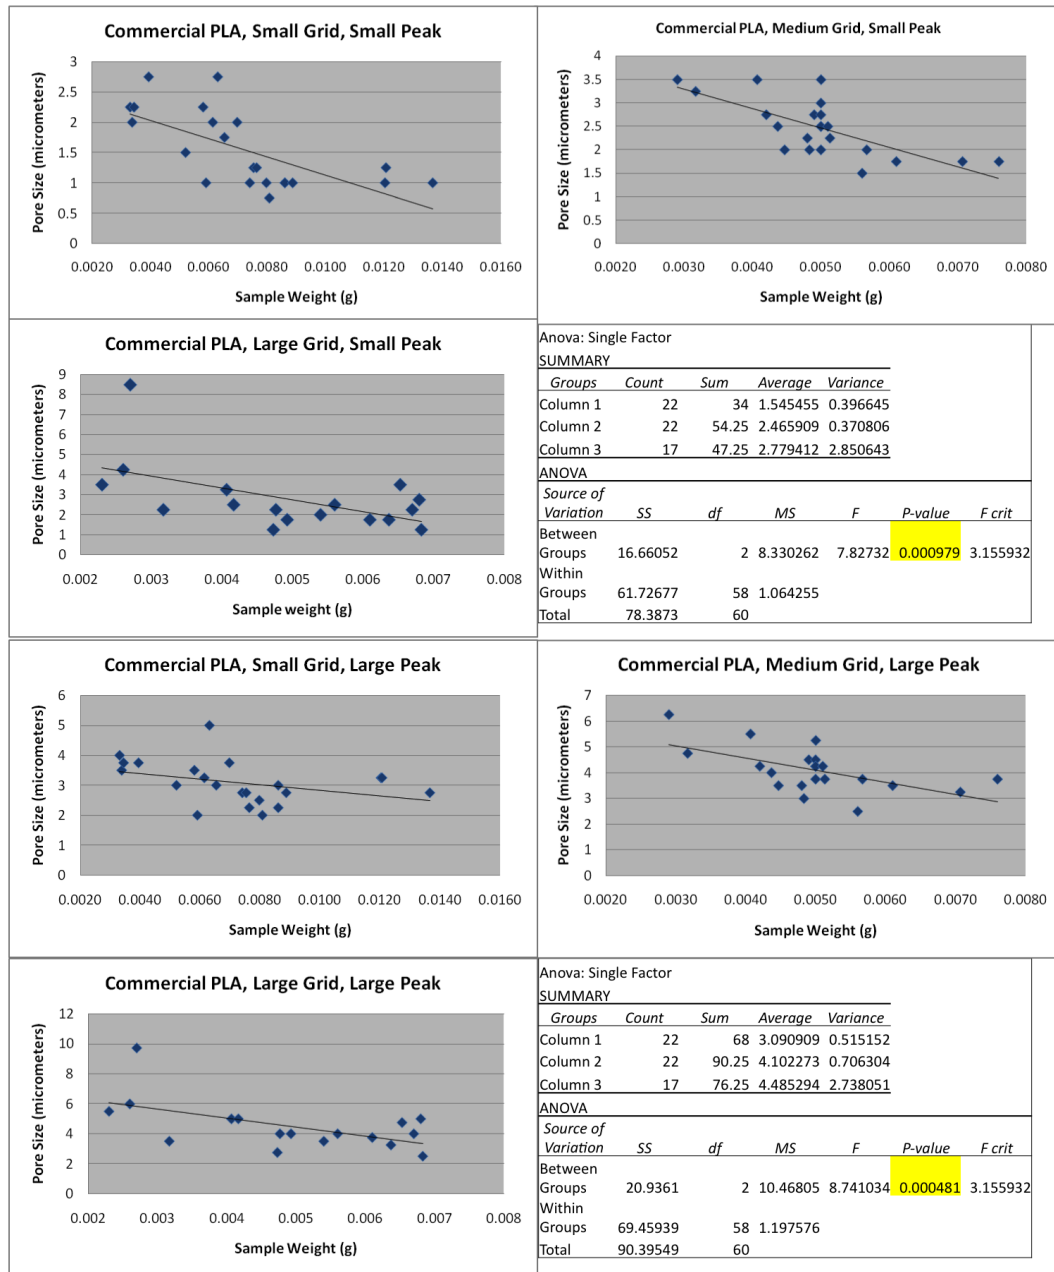 Commercial PLA, Small Grid, Small Peak
Pore Size (micrometers)
3
2.5
2
1.5
1
0.5
0
0.0020 0.0040 0.0060 0.0080 0.0100 0.0120 0.0140 0.0160
Sample Weight (g)
Commercial PLA, Medium Grid, Small Peak
Pore Size (micrometers)
4
3.5
3
2.5
2
1.5
1
0.5
0
0.0020 0.0030 0.0040 0.0050 0.0060 0.0070 0.0080
Sample Weight (g)
Commercial PLA, Large Grid, Small Peak
Pore Size (micrometers)
9
8
7
6
5
4
3
2
1
0
0.002 0.003 0.004 0.005 0.006 0.007 0.008
Sample weight (g)
Anova: Single Factor
SUMMARY
Groups Count Sum Average Variance
Column 1 22 34 1.545455 0.396645
Column 2 22 54.25 2.465909 0.370806
Column 3 17 47.25 2.779412 2.850643
ANOVA
Source of
Variation SS df MS F P-value F crit
Between
Groups 16.66052 2 8.330262 7.82732 0.000979 3.155932
Within
Groups 61.72677 58 1.064255
Total 78.3873 60
Commercial PLA, Small Grid, Large Peak
Pore Size (micrometers)
6
5
4
3
2
1
0
0.0020 0.0040 0.0060 0.0080 0.0100 0.0120 0.0140 0.0160
Sample Weight (g)
Commercial PLA, Medium Grid, Large Peak
Pore Size (micrometers)
7
6
5
4
3
2
1
0
0.0020 0.0030 0.0040 0.0050 0.0060 0.0070 0.0080
Sample Weight (g)
Commercial PLA, Large Grid, Large Peak
Pore Size (micrometers)
12
10
8
6
4
2
0
0.002 0.003 0.004 0.005 0.006 0.007 0.008
Sample Weight (g)
Anova: Single Factor
SUMMARY
Groups Count Sum Average Variance
Column 1 22 68 3.090909 0.515152
Column 2 22 90.25 4.102273 0.706304
Column 3 17 76.25 4.485294 2.738051
ANOVA
Source of
Variation SS df MS F P-value F crit
Between
Groups 20.9361 2 10.46805 8.741034 0.000481 3.155932
Within
Groups 69.45939 58 1.197576
Total 90.39549 60